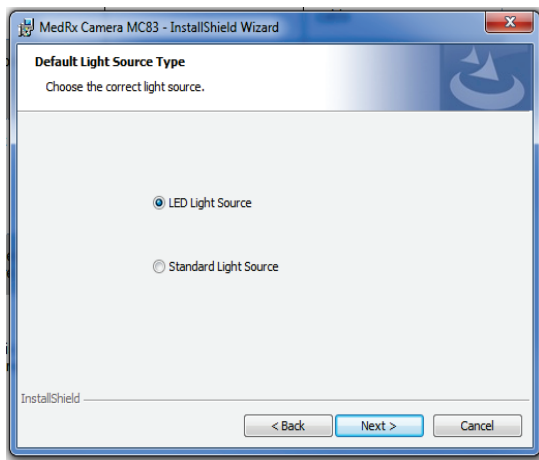 MedRx Camera MC83 - InstallShield Wizard
Default Light Source Type
Choose the correct light source.
LED Light Source
Standard Light Source
InstallShield
< Back Next > Cancel